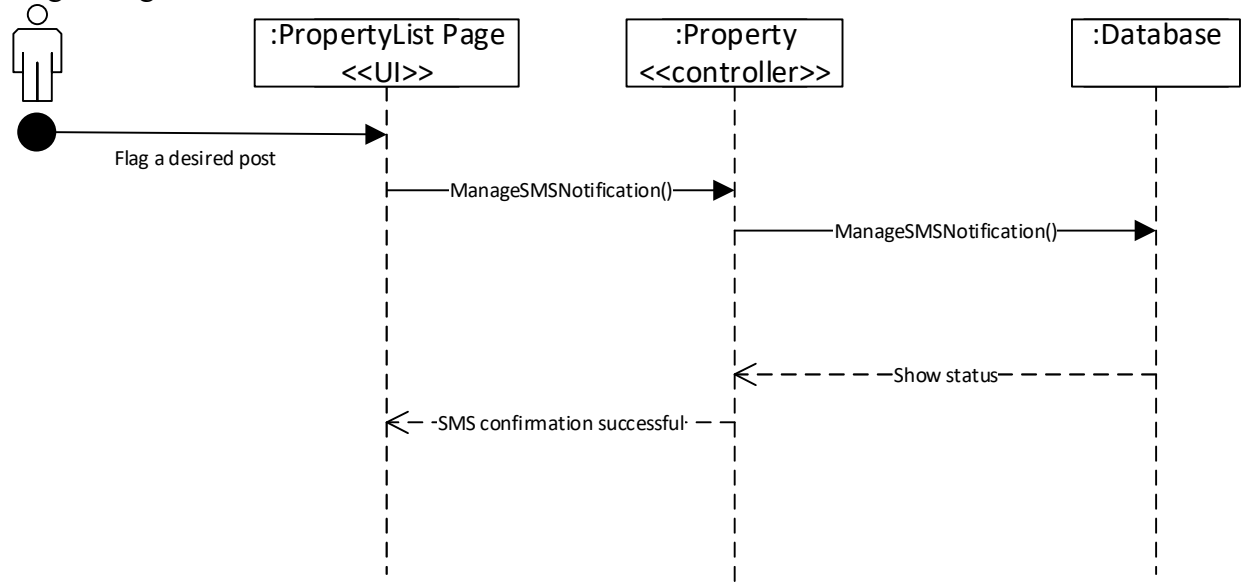 :PropertyList Page
<<UI>>
:Property
<<controller>>
:Database
Flag a desired post
ManageSMSNotification()
ManageSMSNotification()
Show status
SMS confirmation successful